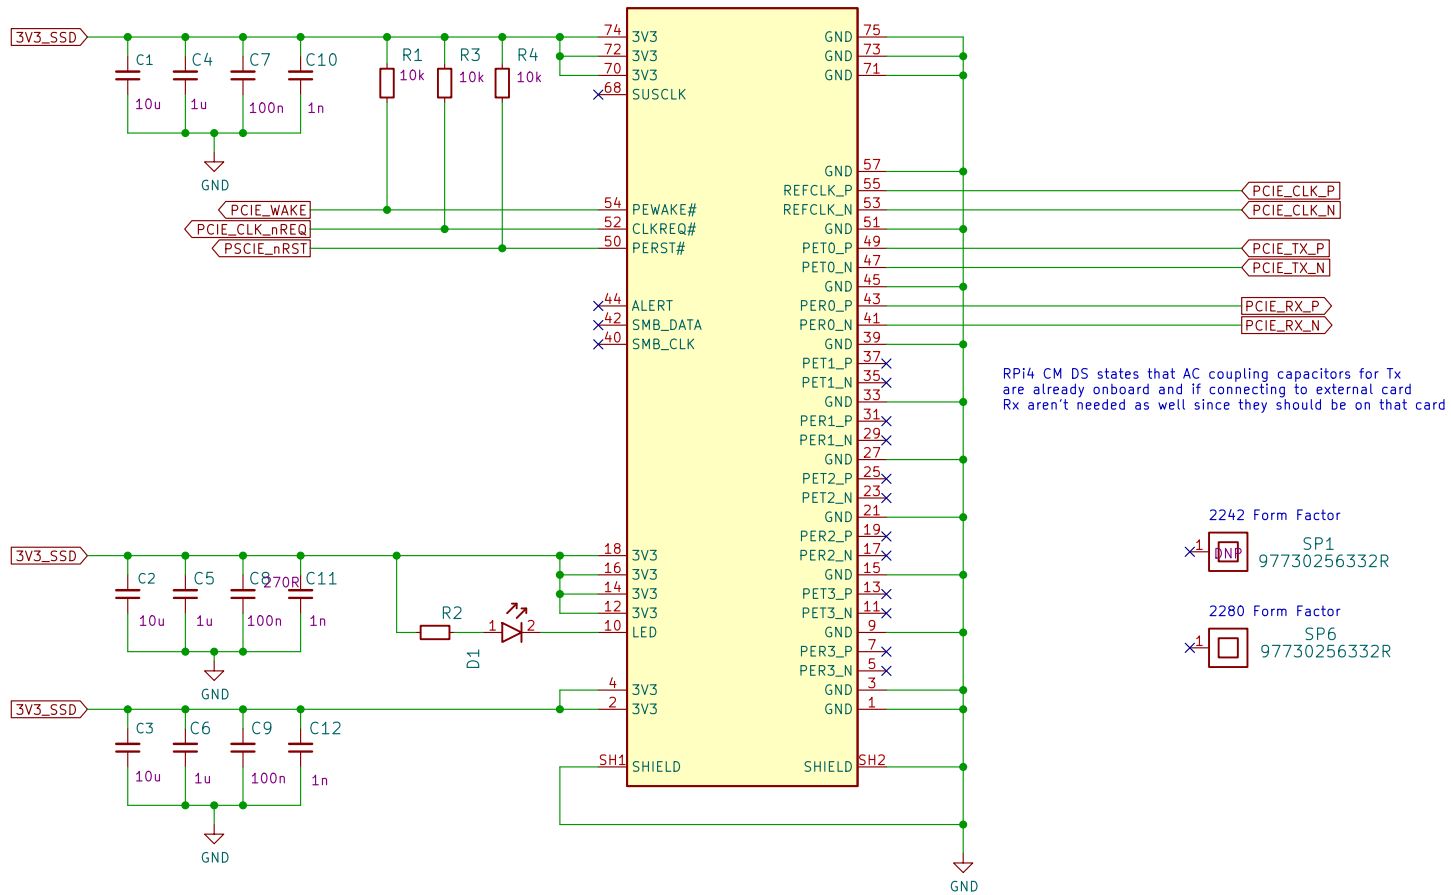 3V3_SSD
C1
10u
C4
1u
C7
100n
C10
1n
GND
R1
10k
R3
10k
R4
10k
PCIE_WAKE
PCIE_CLK_nREQ
PSCIE_nRST
74 3V3
72 3V3
70 3V3
68 SUSCLK
54 PEWAKE#
52 CLKREQ#
50 PERST#
44 ALERT
42 SMB_DATA
40 SMB_CLK
18 3V3
16 3V3
14 3V3
12 3V3
10 LED
4 3V3
2 3V3
SH1 SHIELD
GND 75
GND 73
GND 71
GND 57
REFCLK_P 55
REFCLK_N 53
GND 51
PET0_P 49
PET0_N 47
GND 45
PER0_P 43
PER0_N 41
GND 39
PET1_P 37
PET1_N 35
GND 33
PER1_P 31
PER1_N 29
GND 27
PET2_P 25
PET2_N 23
GND 21
PER2_P 19
PER2_N 17
GND 15
PET3_P 13
PET3_N 11
GND 9
PER3_P 7
PER3_N 5
GND 3
GND 1
SHIELD SH2
GND
PCIE_CLK_P
PCIE_CLK_N
PCIE_TX_P
PCIE_TX_N
PCIE_RX_P
PCIE_RX_N
RPi4 CM DS states that AC coupling capacitors for Tx
are already onboard and if connecting to external card
Rx aren't needed as well since they should be on that card
3V3_SSD
C2
10u
C5
1u
C8
100n
270R
C11
1n
GND
R2
1
2
D1
3V3_SSD
C3
10u
C6
1u
C9
100n
C12
1n
GND
2242 Form Factor
1
DNP
SP1
97730256332R
2280 Form Factor
1
SP6
97730256332R